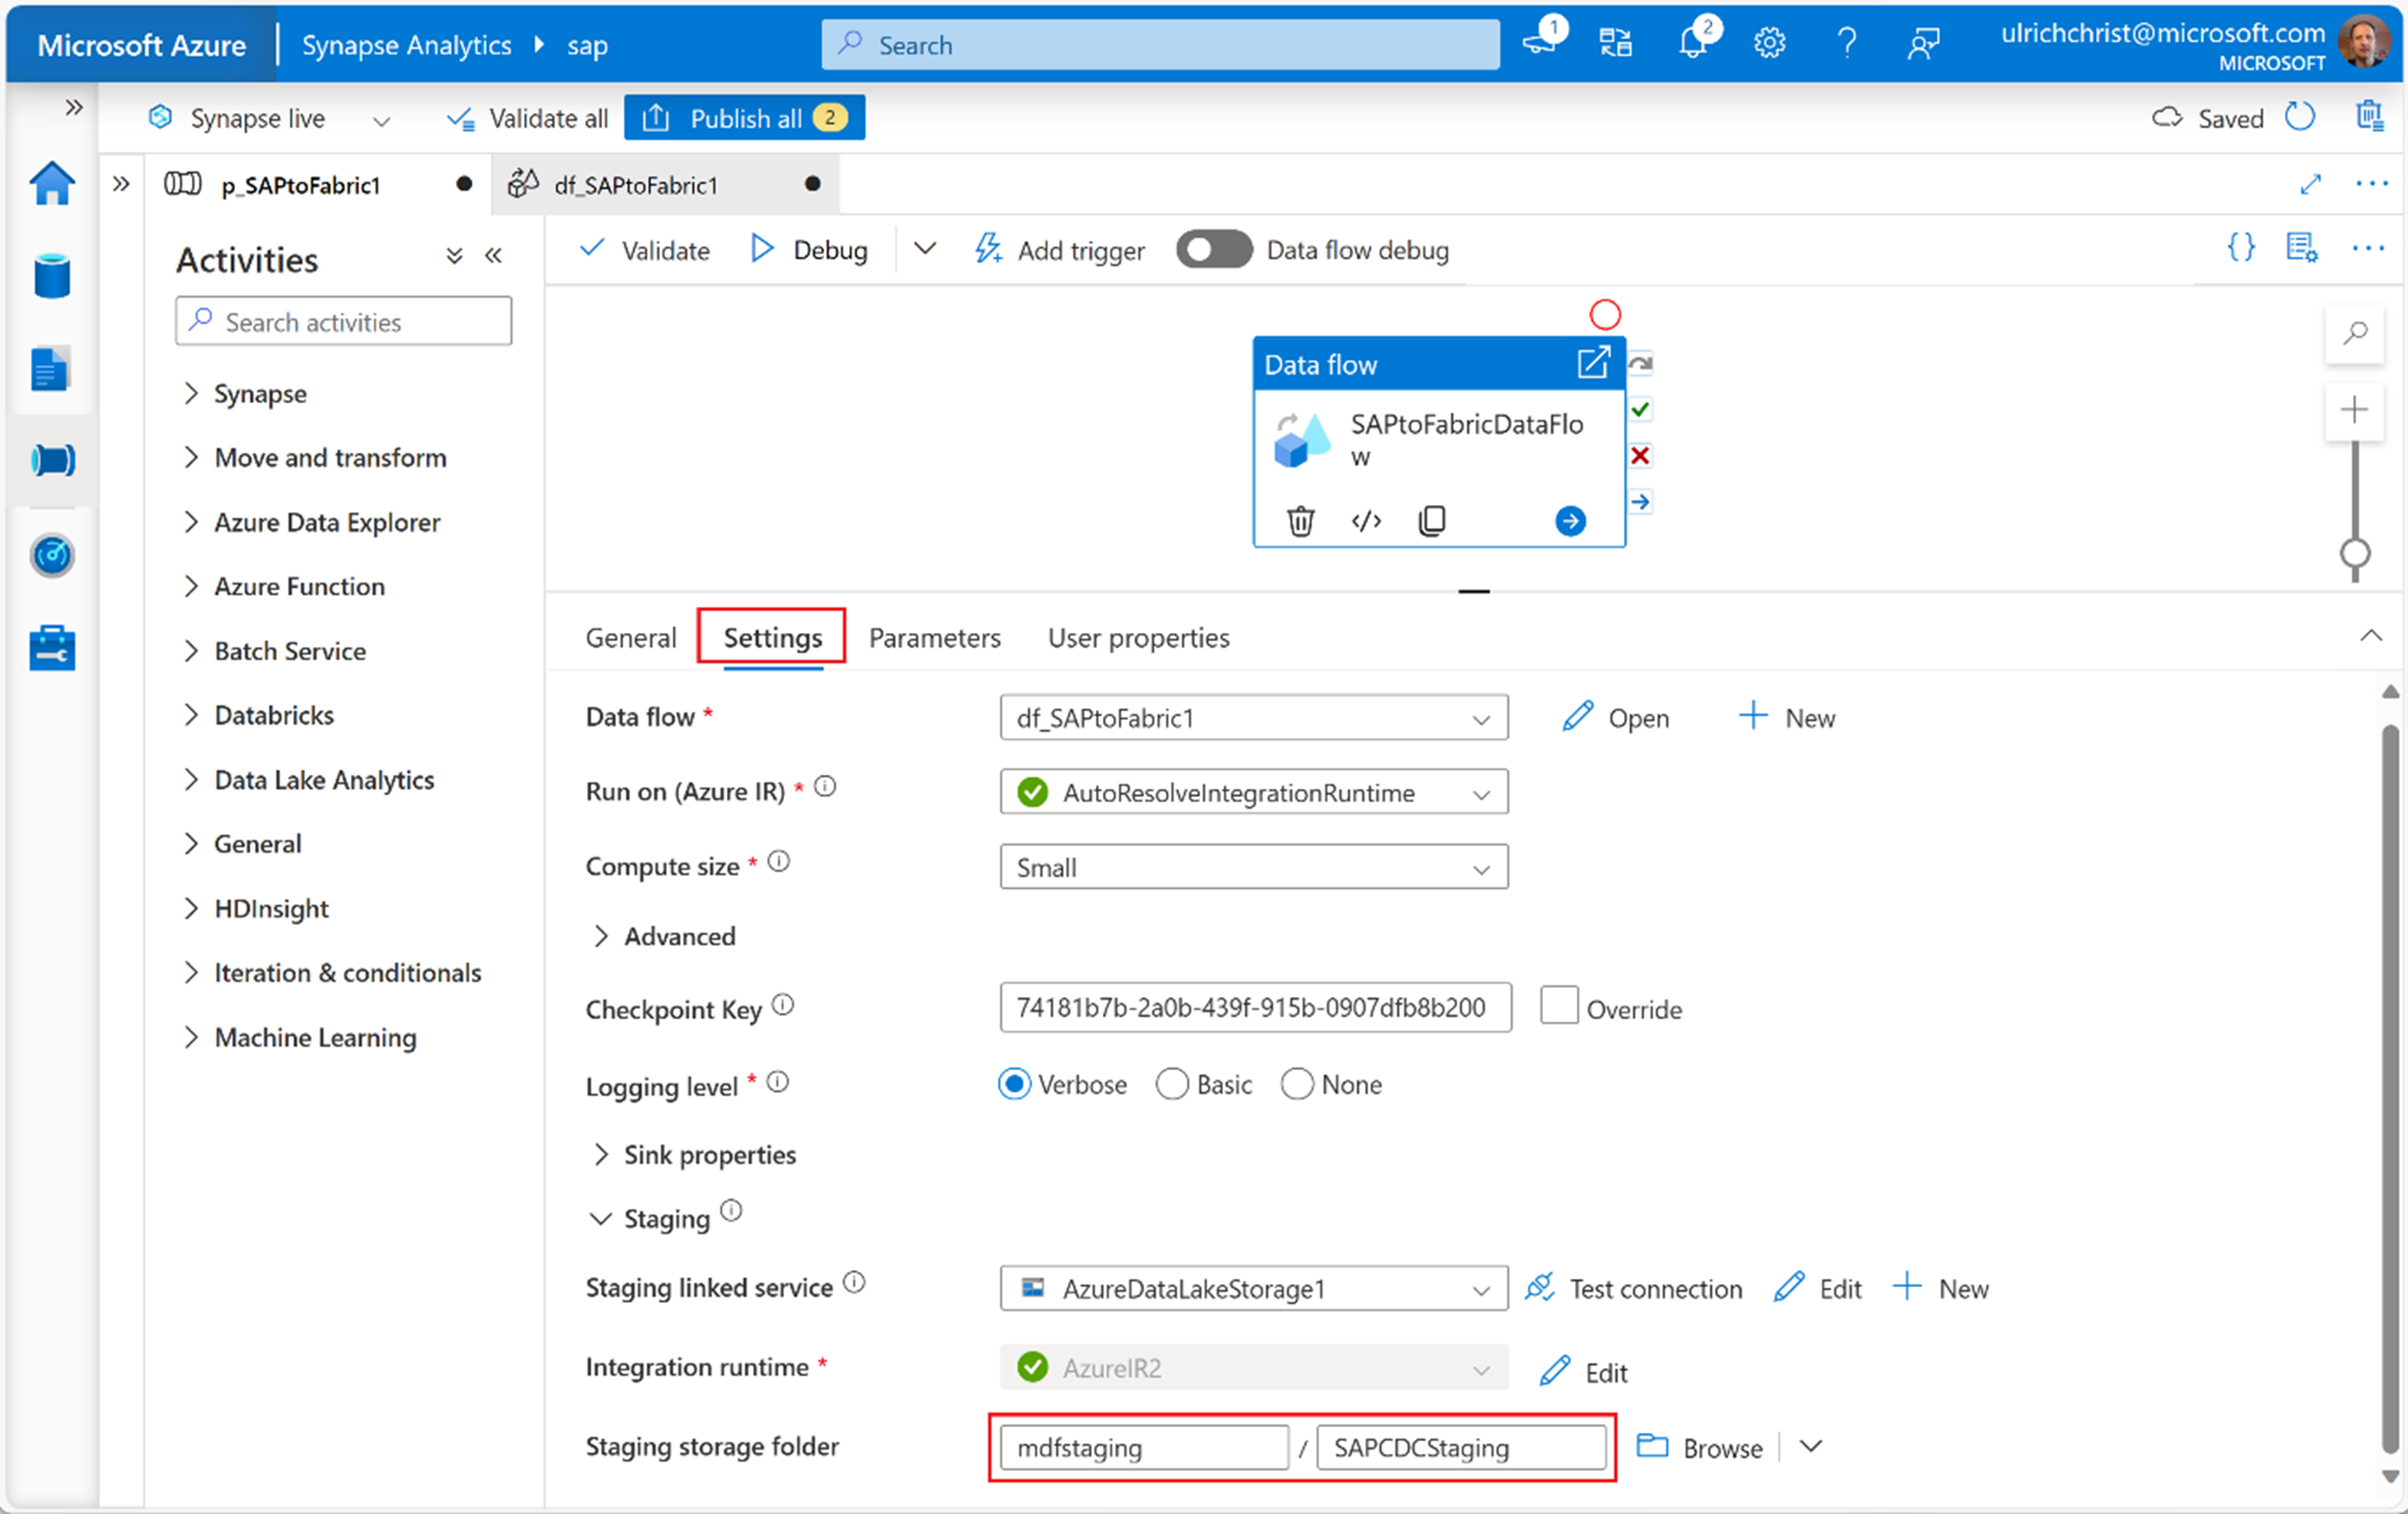 Microsoft Azure
Synapse Analytics
sap
Search
1
2
?
ulrichchrist@microsoft.com
MICROSOFT
Synapse live
Validate all
Publish all 2
Saved
p_SAPtoFabric1
df_SAPtoFabric1
Activities
Validate
Debug
Add trigger
Data flow debug
{}
Search activities
Synapse
Move and transform
Azure Data Explorer
Azure Function
Batch Service
Databricks
Data Lake Analytics
General
HDInsight
Iteration & conditionals
Machine Learning
Data flow
SAPtoFabricDataFlo
w
General
Settings
Parameters
User properties
Data flow *
df_SAPtoFabric1
Open
New
Run on (Azure IR) *
AutoResolveIntegrationRuntime
Compute size *
Small
Advanced
Checkpoint Key
74181b7b-2a0b-439f-915b-0907dfb8b200
Override
Logging level *
Verbose
Basic
None
Sink properties
Staging
Staging linked service
AzureDataLakeStorage1
Test connection
Edit
New
Integration runtime *
AzureIR2
Edit
Staging storage folder
mdfstaging
/
SAPCDCStaging
Browse